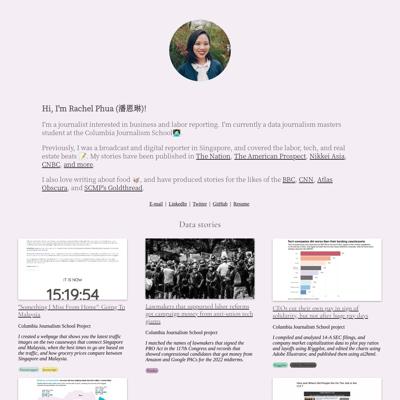 Hi, I'm Rachel Phua (潘恩琳)!
I'm a journalist interested in business and labor reporting. I'm currently a data journalism masters
student at the Columbia Journalism School
Previously, I was a broadcast and digital reporter in Singapore, and covered the labor, tech, and real
estate beats . My stories have been published in The Nation, The American Prospect, Nikkei Asia,
CNBC, and more.
I also love writing about food , and have produced stories for the likes of the BBC, CNN, Atlas
Obscura, and SCMP's Goldthread.
E-mail | LinkedIn | Twitter | GitHub | Resume
Data stories
IT IS NOW
15:19:54
"Something I Miss From Home": Going To
Malaysia
Columbia Journalism School Project
I created a webpage that shows you the latest traffic
images on the two causeways that connect Singapore
and Malaysia, when the best times to go are based on
the traffic, and how grocery prices compare between
Singapore and Malaysia.
Lawmakers that supported labor reforms
got campaign money from anti-union tech
giants
Columbia Journalism School project
I matched the names of lawmakers that signed the
PRO Act in the 117th Congress and records that
showed congressional candidates that got money from
Amazon and Google PACs for the 2022 midterms.
Tech companies did worse than their lending counterparts
CEOs cut their own pay in sign of
solidarity, but not after huge pay days
Columbia Journalism School project
I compiled and analyzed 14-A SEC filings, and
company market capitalization data to plot pay ratios
and layoffs using R/ggplot, and edited the charts using
Adobe Illustrator, and published them using ai2html.